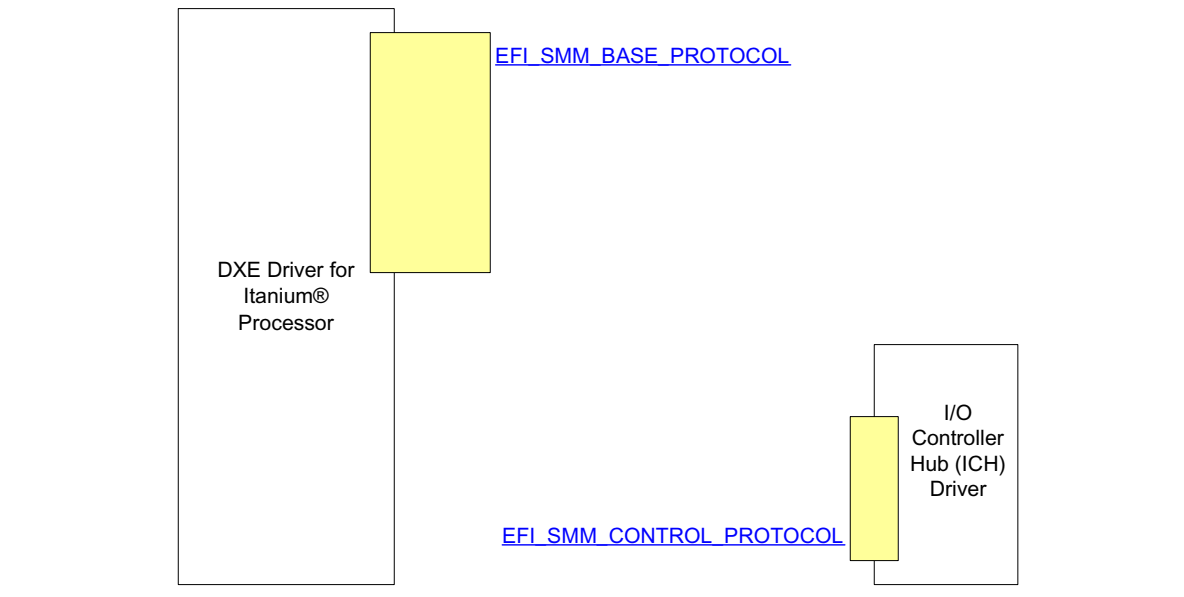 EFI_SMM_BASE_PROTOCOL
DXE Driver for
Itanium®
Processor
I/O
Controller
Hub (ICH)
Driver
EFI_SMM_CONTROL_PROTOCOL